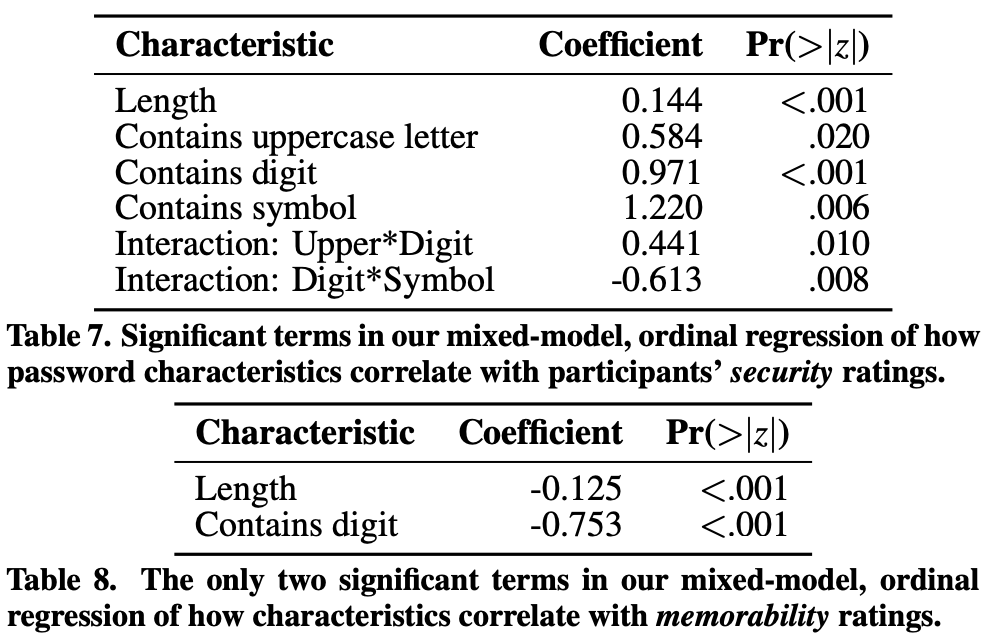 Characteristic Coefficient Pr(>|z|)
Length 0.144 <.001
Contains uppercase letter 0.584 .020
Contains digit 0.971 <.001
Contains symbol 1.220 .006
Interaction: Upper*Digit 0.441 .010
Interaction: Digit*Symbol -0.613 .008
Table 7. Significant terms in our mixed-model, ordinal regression of how
password characteristics correlate with participants’ security ratings.
Characteristic Coefficient Pr(>|z|)
Length -0.125 <.001
Contains digit -0.753 <.001
Table 8. The only two significant terms in our mixed-model, ordinal
regression of how characteristics correlate with memorability ratings.